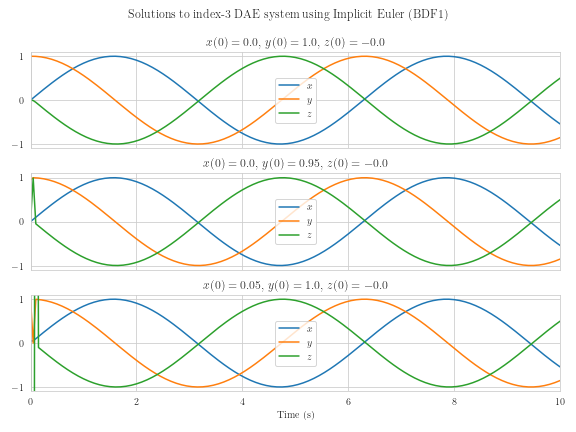 Solutions to index-3 DAE system using Implicit Euler (BDF1)
x(0) = 0.0, y(0) = 1.0, z(0) = −0.0
1
0
−1
x
y
z
x(0) = 0.0, y(0) = 0.95, z(0) = −0.0
1
0
−1
x
y
z
x(0) = 0.05, y(0) = 1.0, z(0) = −0.0
1
0
−1
x
y
z
0 2 4 6 8 10
Time (s)